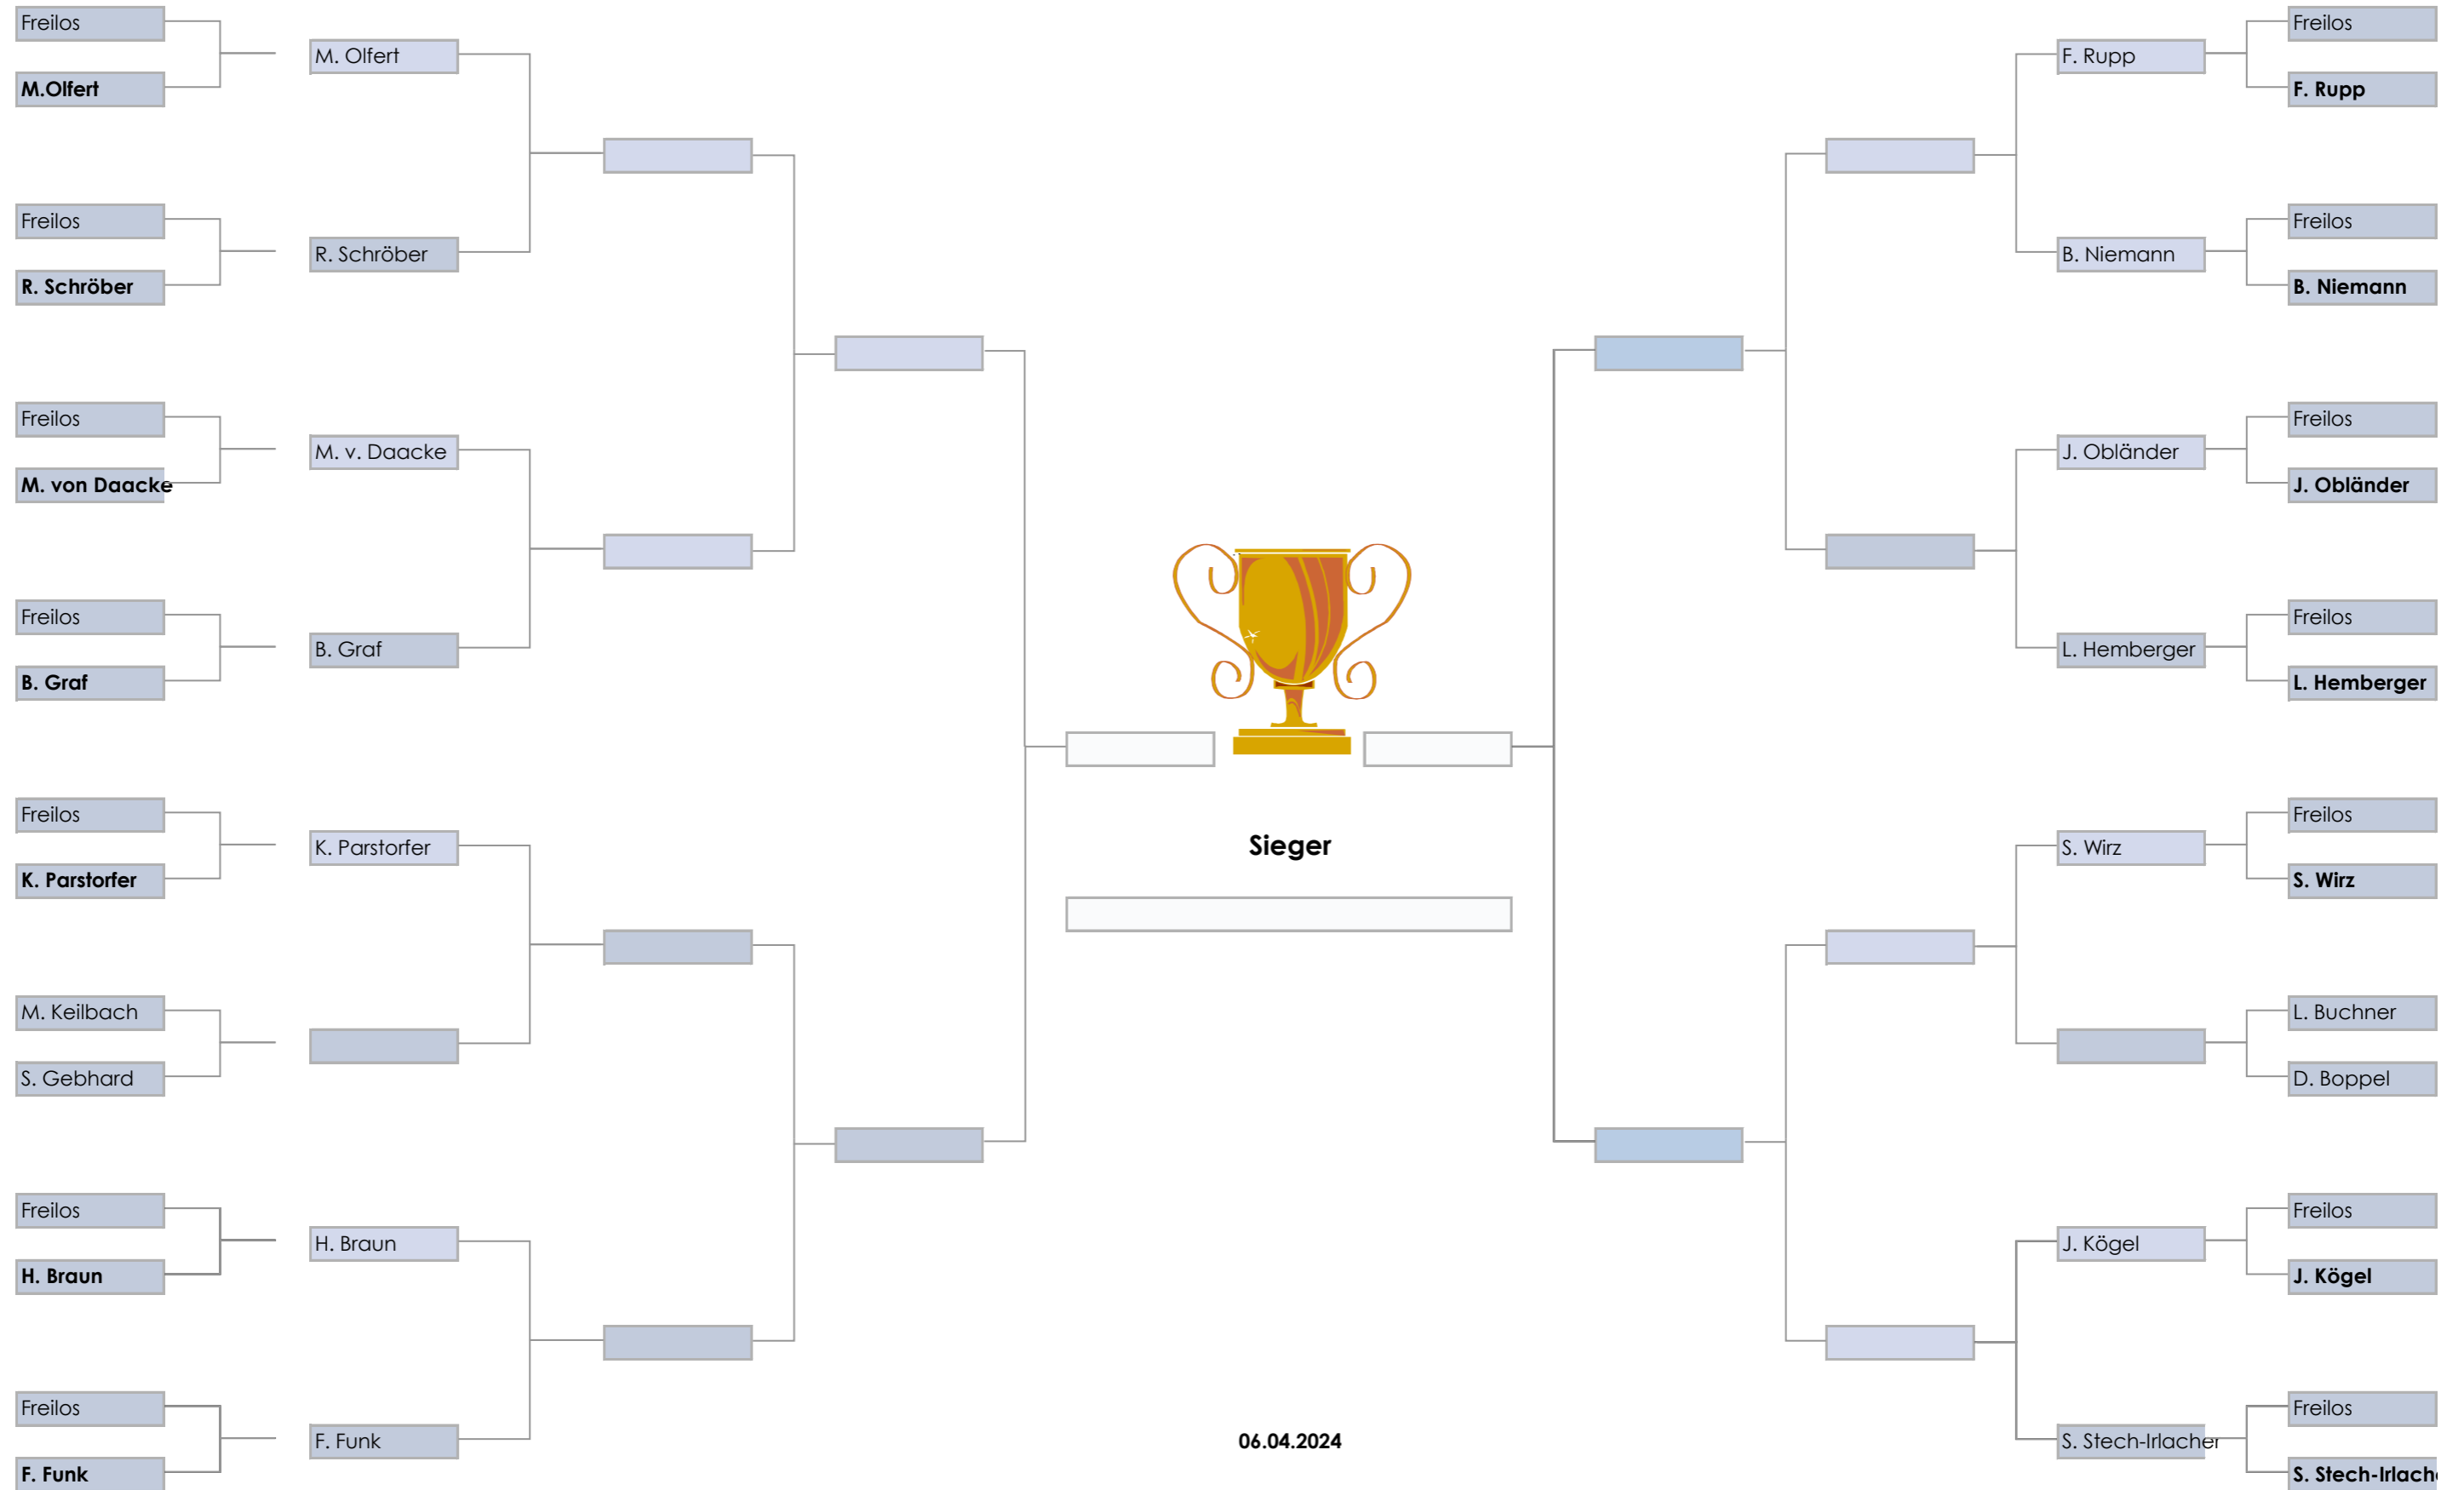 Freilos
M. Olfert
M.Olfert
Freilos
R. Schröber
R. Schröber
Freilos
M. v. Daacke
M. von Daacke
Freilos
B. Graf
B. Graf
Freilos
K. Parstorfer
K. Parstorfer
M. Keilbach
S. Gebhard
Freilos
H. Braun
H. Braun
Freilos
F. Funk
F. Funk
Sieger
06.04.2024
Freilos
F. Rupp
F. Rupp
Freilos
B. Niemann
B. Niemann
Freilos
J. Obländer
J. Obländer
Freilos
L. Hemberger
L. Hemberger
Freilos
S. Wirz
S. Wirz
L. Buchner
D. Boppel
Freilos
J. Kögel
J. Kögel
Freilos
S. Stech-Irlacher
S. Stech-Irlach